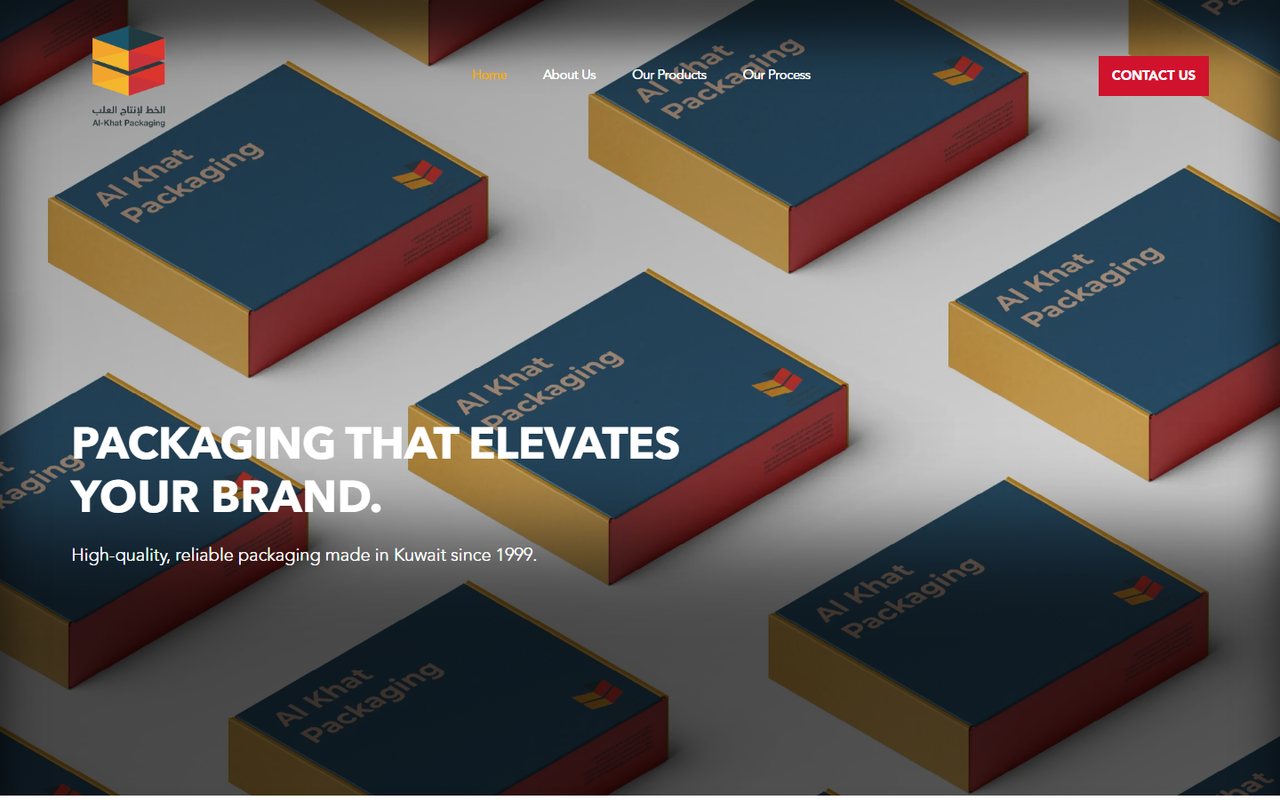 الخط لإنتاج العلب
Al-Khat Packaging
Home
About Us
Our Products
Our Process
CONTACT US
Al Khat
Packaging
Al Khat
Packaging
Al Khat
Packaging
Al Khat
Packaging
PACKAGING THAT ELEVATES
YOUR BRAND.
High-quality, reliable packaging made in Kuwait since 1999.
Packaging
Al Khat
Packaging
Al Khat
Packaging